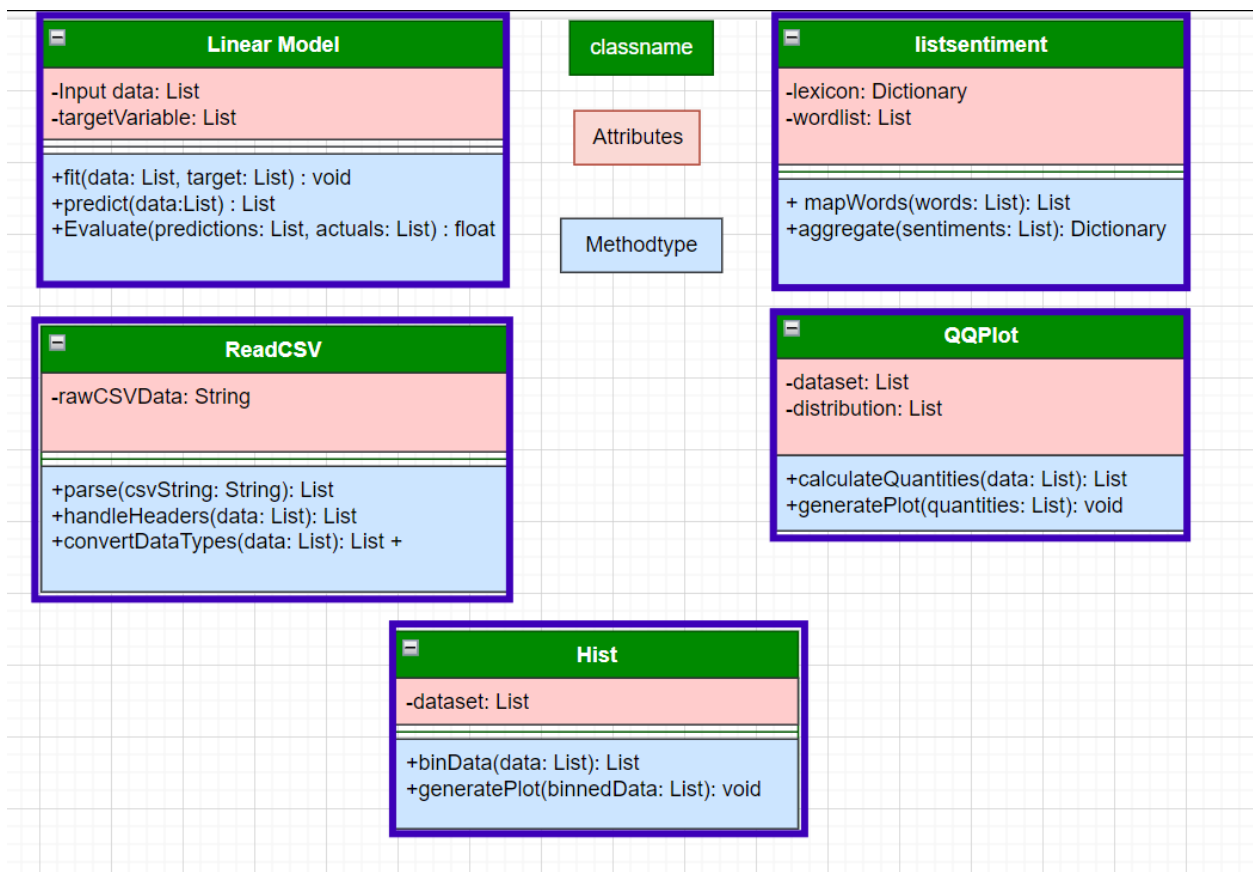 Linear Model
-Input data: List
-targetVariable: List
+fit(data: List, target: List) : void
+predict(data:List) : List
+Evaluate(predictions: List, actuals: List) : float
classname
Attributes
Methodtype
listsentiment
-lexicon: Dictionary
-wordlist: List
+ mapWords(words: List): List
+aggregate(sentiments: List): Dictionary
ReadCSV
-rawCSVData: String
+parse(csvString: String): List
+handleHeaders(data: List): List
+convertDataTypes(data: List): List +
QQPlot
-dataset: List
-distribution: List
+calculateQuantities(data: List): List
+generatePlot(quantities: List): void
Hist
-dataset: List
+binData(data: List): List
+generatePlot(binnedData: List): void